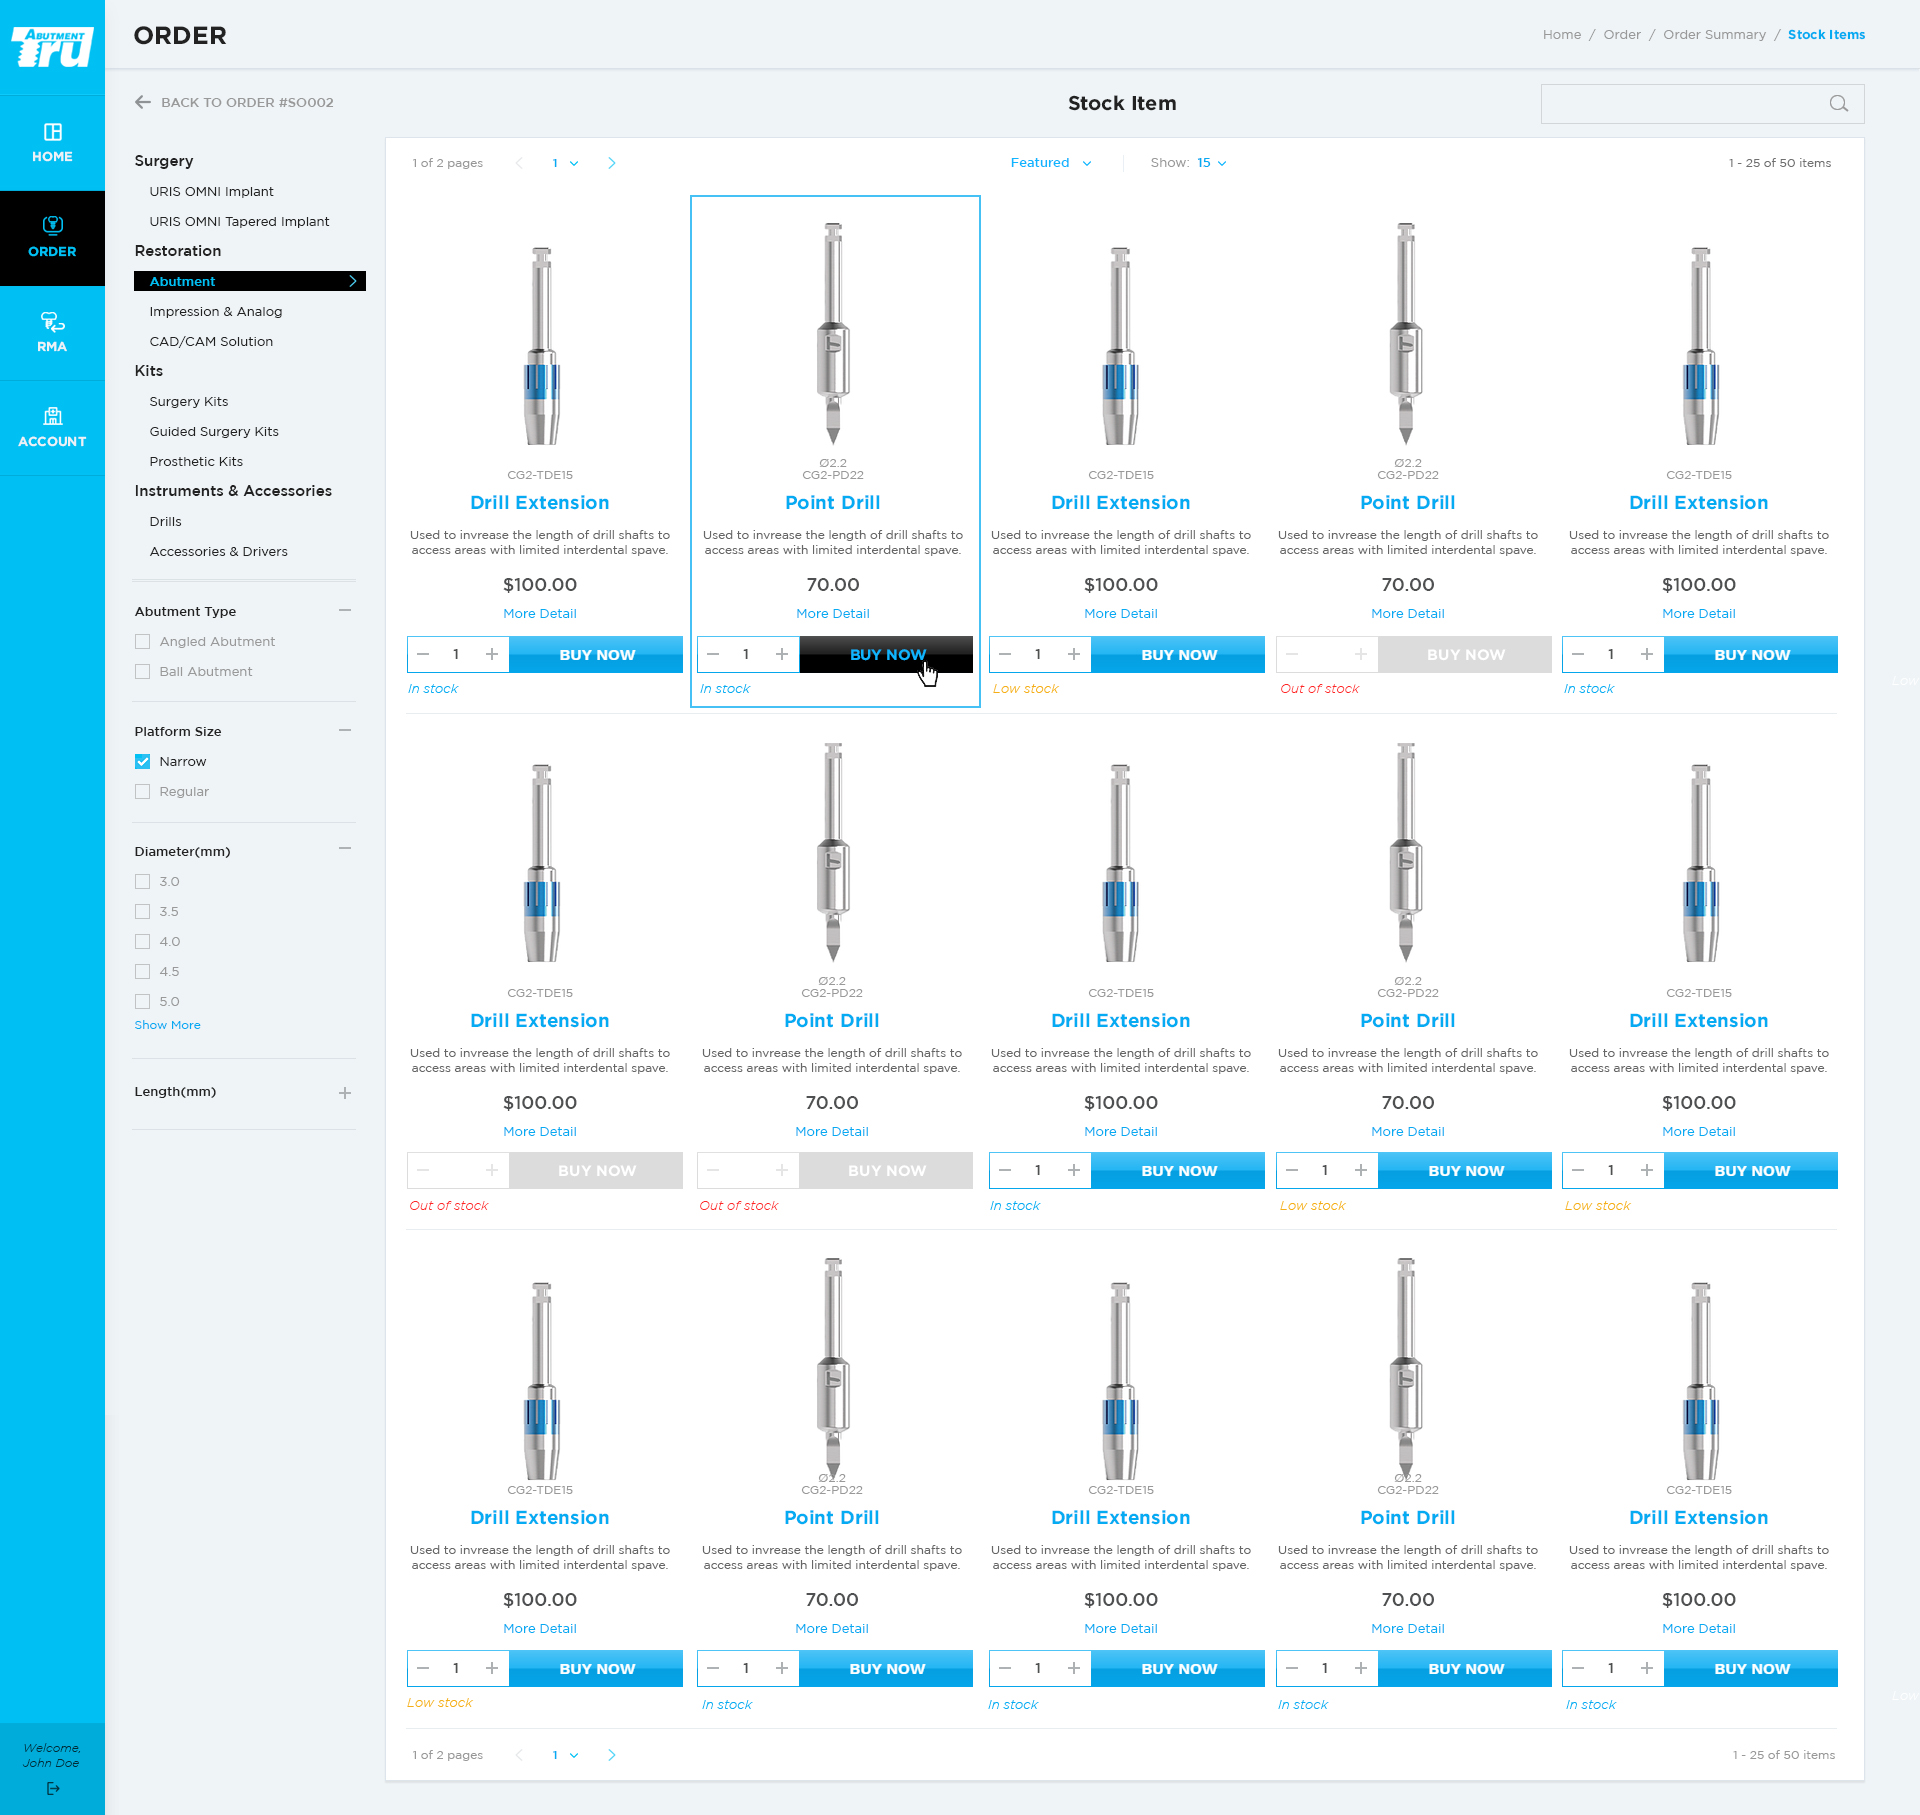 ABUTMENT
Tru
ORDER
Home / Order / Order Summary / Stock Items
BACK TO ORDER #SO002
Stock Item
HOME
ORDER
RMA
ACCOUNT
Welcome,
John Doe
Surgery
URIS OMNI Implant
URIS OMNI Tapered Implant
Restoration
Abutment
Impression & Analog
CAD/CAM Solution
Kits
Surgery Kits
Guided Surgery Kits
Prosthetic Kits
Instruments & Accessories
Drills
Accessories & Drivers
Abutment Type
Angled Abutment
Ball Abutment
Platform Size
Narrow
Regular
Diameter(mm)
3.0
3.5
4.0
4.5
5.0
Show More
Length(mm)
1 of 2 pages 1 Featured Show: 15 1 - 25 of 50 items
CG2-TDE15
Drill Extension
Used to invrease the length of drill shafts to
access areas with limited interdental spave.
$100.00
More Detail
1 BUY NOW
In stock
Ø2.2
CG2-PD22
Point Drill
Used to invrease the length of drill shafts to
access areas with limited interdental spave.
70.00
More Detail
1 BUY NOW
In stock
CG2-TDE15
Drill Extension
Used to invrease the length of drill shafts to
access areas with limited interdental spave.
$100.00
More Detail
1 BUY NOW
Low stock
Ø2.2
CG2-PD22
Point Drill
Used to invrease the length of drill shafts to
access areas with limited interdental spave.
70.00
More Detail
BUY NOW
Out of stock
CG2-TDE15
Drill Extension
Used to invrease the length of drill shafts to
access areas with limited interdental spave.
$100.00
More Detail
1 BUY NOW
In stock
Low
CG2-TDE15
Drill Extension
Used to invrease the length of drill shafts to
access areas with limited interdental spave.
$100.00
More Detail
BUY NOW
Out of stock
Ø2.2
CG2-PD22
Point Drill
Used to invrease the length of drill shafts to
access areas with limited interdental spave.
70.00
More Detail
BUY NOW
Out of stock
CG2-TDE15
Drill Extension
Used to invrease the length of drill shafts to
access areas with limited interdental spave.
$100.00
More Detail
1 BUY NOW
In stock
Ø2.2
CG2-PD22
Point Drill
Used to invrease the length of drill shafts to
access areas with limited interdental spave.
70.00
More Detail
1 BUY NOW
Low stock
CG2-TDE15
Drill Extension
Used to invrease the length of drill shafts to
access areas with limited interdental spave.
$100.00
More Detail
1 BUY NOW
Low stock
CG2-TDE15
Drill Extension
Used to invrease the length of drill shafts to
access areas with limited interdental spave.
$100.00
More Detail
1 BUY NOW
Low stock
Ø2.2
CG2-PD22
Point Drill
Used to invrease the length of drill shafts to
access areas with limited interdental spave.
70.00
More Detail
1 BUY NOW
In stock
CG2-TDE15
Drill Extension
Used to invrease the length of drill shafts to
access areas with limited interdental spave.
$100.00
More Detail
1 BUY NOW
In stock
Ø2.2
CG2-PD22
Point Drill
Used to invrease the length of drill shafts to
access areas with limited interdental spave.
70.00
More Detail
1 BUY NOW
In stock
CG2-TDE15
Drill Extension
Used to invrease the length of drill shafts to
access areas with limited interdental spave.
$100.00
More Detail
1 BUY NOW
In stock
Low
1 of 2 pages 1 1 - 25 of 50 items